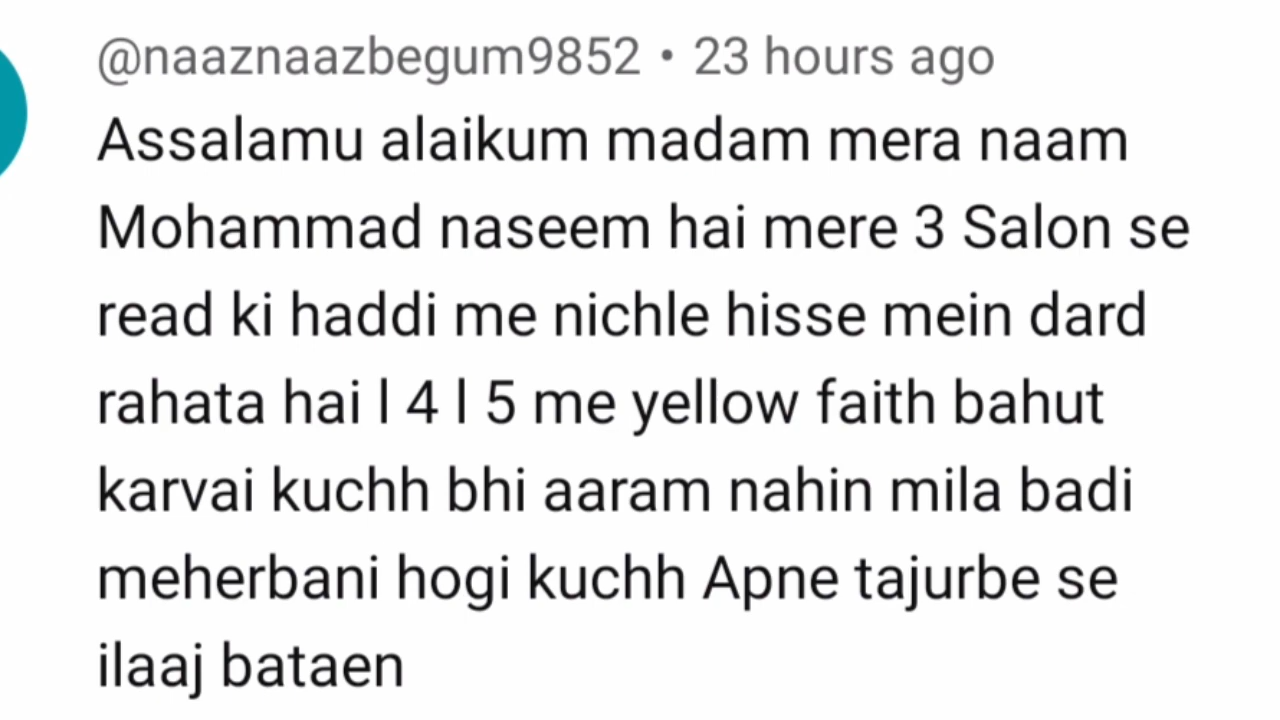 @naaznaazbegum9852 • 23 hours ago
Assalamu alaikum madam mera naam
Mohammad naseem hai mere 3 Salon se
read ki haddi me nichle hisse mein dard
rahata hai l 4 l 5 me yellow faith bahut
karvai kuchh bhi aaram nahin mila badi
meherbani hogi kuchh Apne tajurbe se
ilaaj bataen